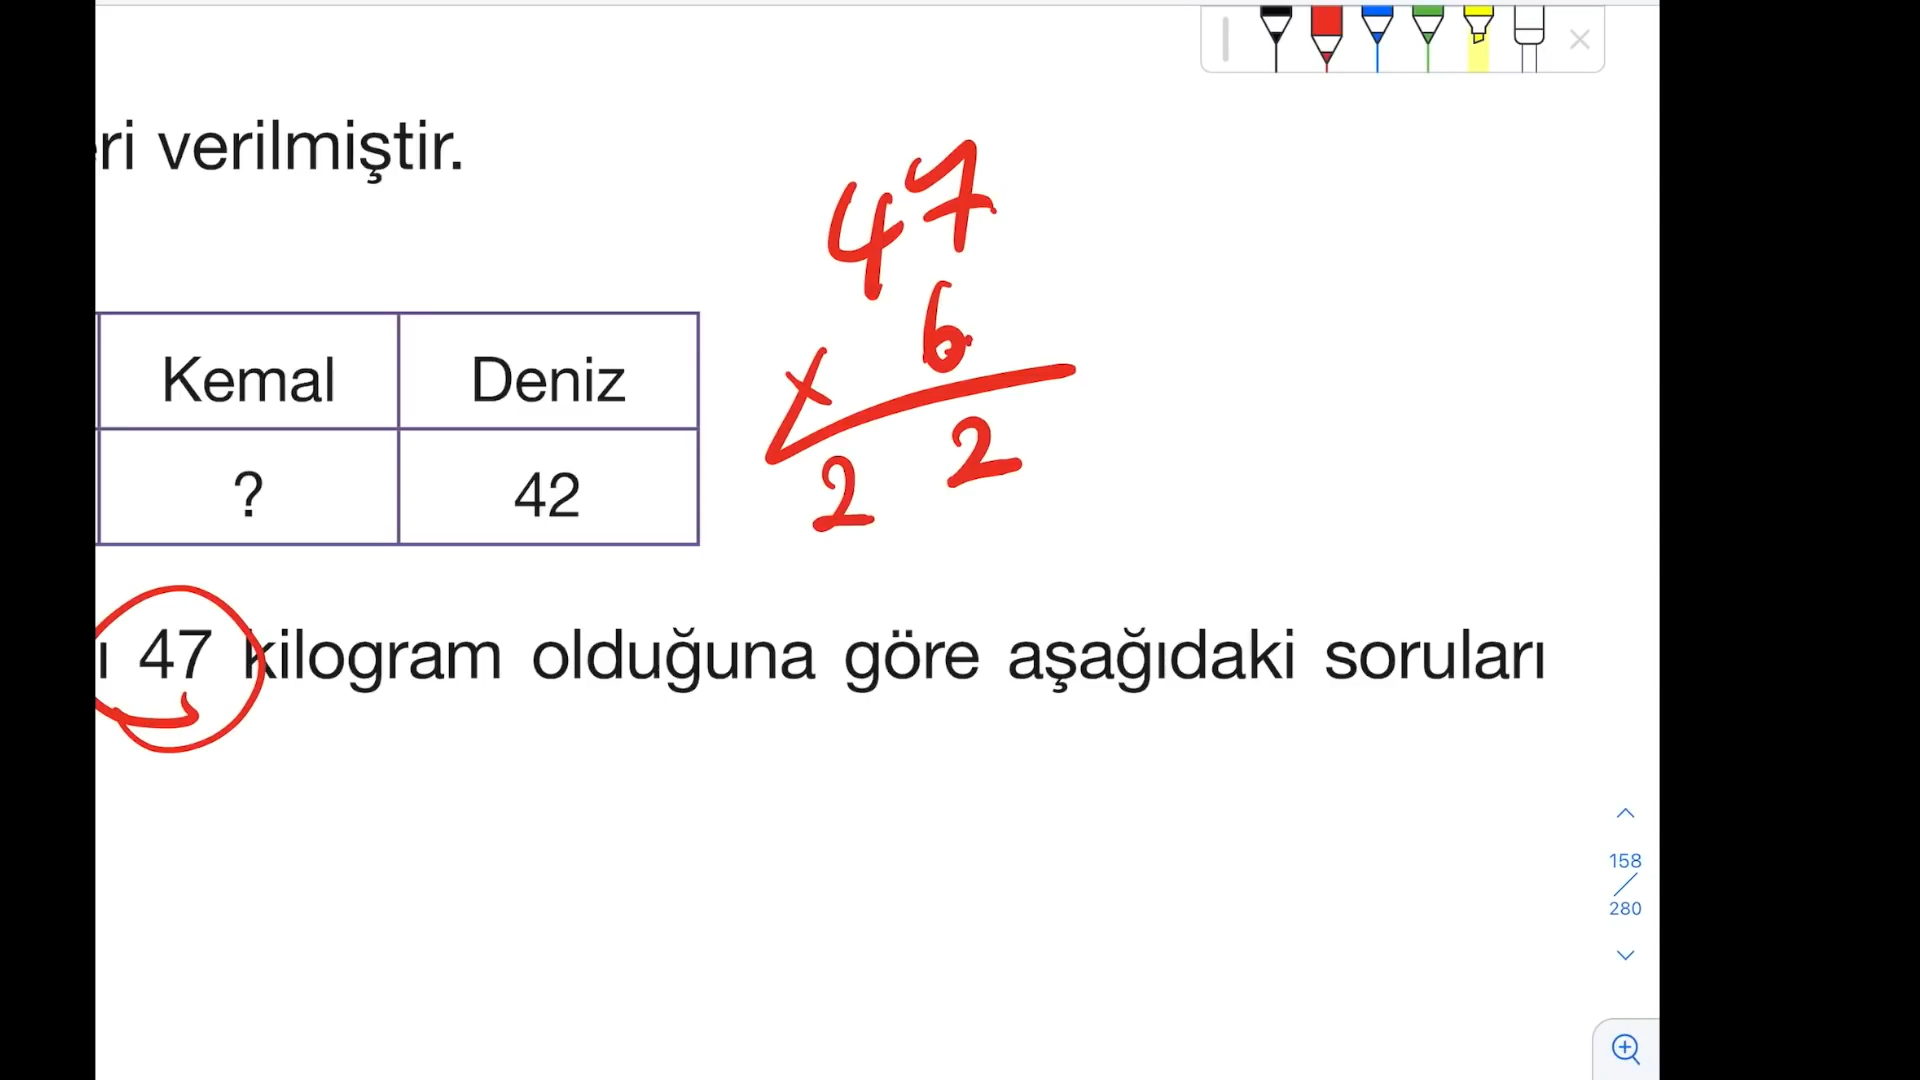 ri verilmiştir.
47
6
x
2 2
Kemal Deniz
? 42
ı 47 kilogram olduğuna göre aşağıdaki soruları
158
/
280